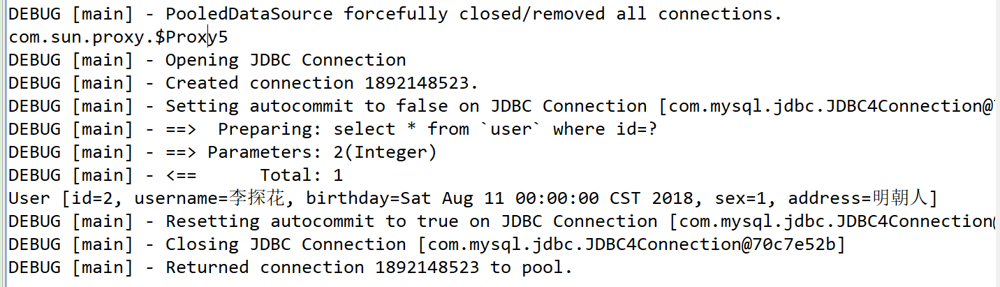 DEBUG [main] - PooledDataSource forcefully closed/removed all connections.
com.sun.proxy.$Proxy5
DEBUG [main] - Opening JDBC Connection
DEBUG [main] - Created connection 1892148523.
DEBUG [main] - Setting autocommit to false on JDBC Connection [com.mysql.jdbc.JDBC4Connection@
DEBUG [main] - ==>  Preparing: select * from `user` where id=?
DEBUG [main] - ==> Parameters: 2(Integer)
DEBUG [main] - <==      Total: 1
User [id=2, username=李探花, birthday=Sat Aug 11 00:00:00 CST 2018, sex=1, address=明朝人]
DEBUG [main] - Resetting autocommit to true on JDBC Connection [com.mysql.jdbc.JDBC4Connection@
DEBUG [main] - Closing JDBC Connection [com.mysql.jdbc.JDBC4Connection@70c7e52b]
DEBUG [main] - Returned connection 1892148523 to pool.